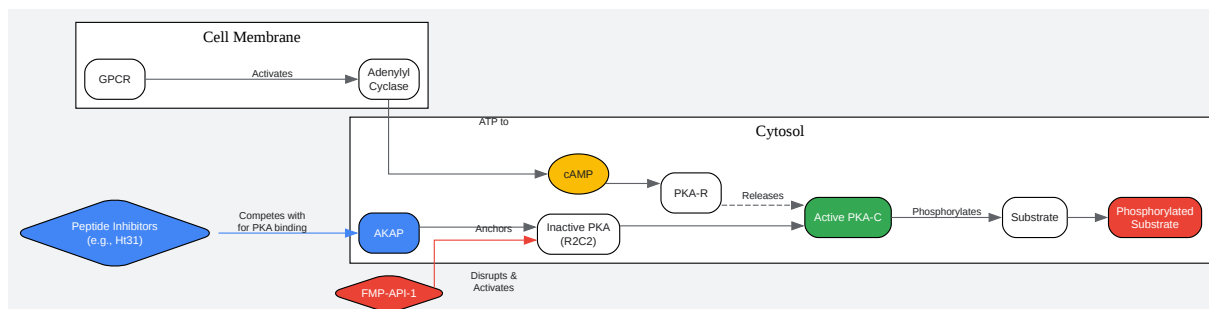 Cell Membrane
GPCR
Activates
Adenylyl
Cyclase
ATP to
Cytosol
cAMP
PKA-R
Releases
Peptide Inhibitors
(e.g., Ht31)
Competes with
for PKA binding
AKAP
Anchors
Inactive PKA
(R2C2)
Active PKA-C
Phosphorylates
Substrate
Phosphorylated
Substrate
FMP-API-1
Disrupts &
Activates